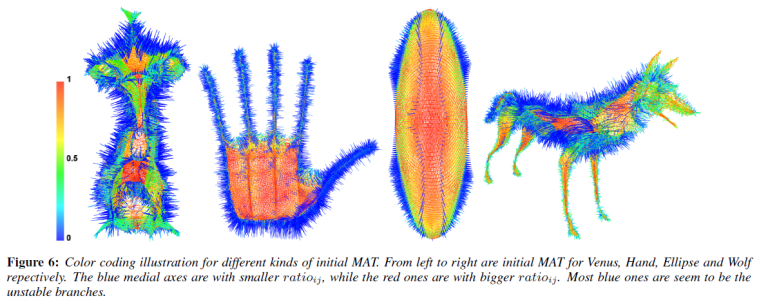 1
0.5
0
Figure 6: Color coding illustration for different kinds of initial MAT. From left to right are initial MAT for Venus, Hand, Ellipse and Wolf
repectively. The blue medial axes are with smaller ratioij, while the red ones are with bigger ratioij. Most blue ones are seem to be the
unstable branches.